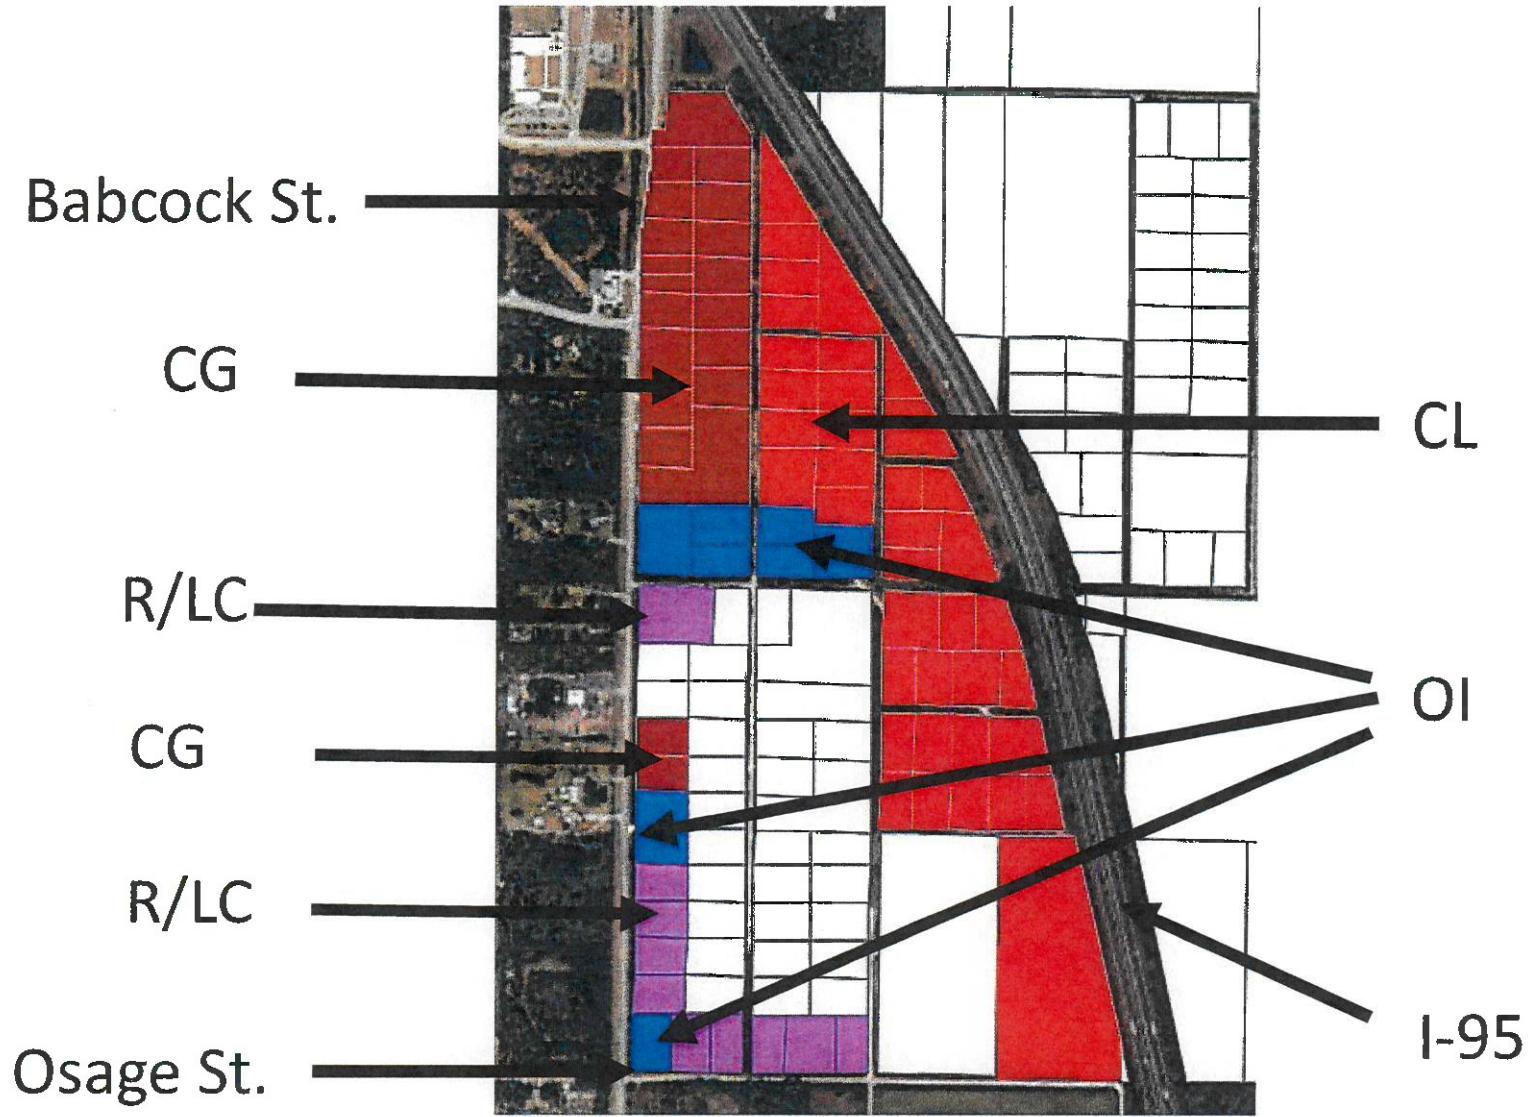 Babcock St.
CG
CL
R/LC
OI
CG
R/LC
I-95
Osage St.